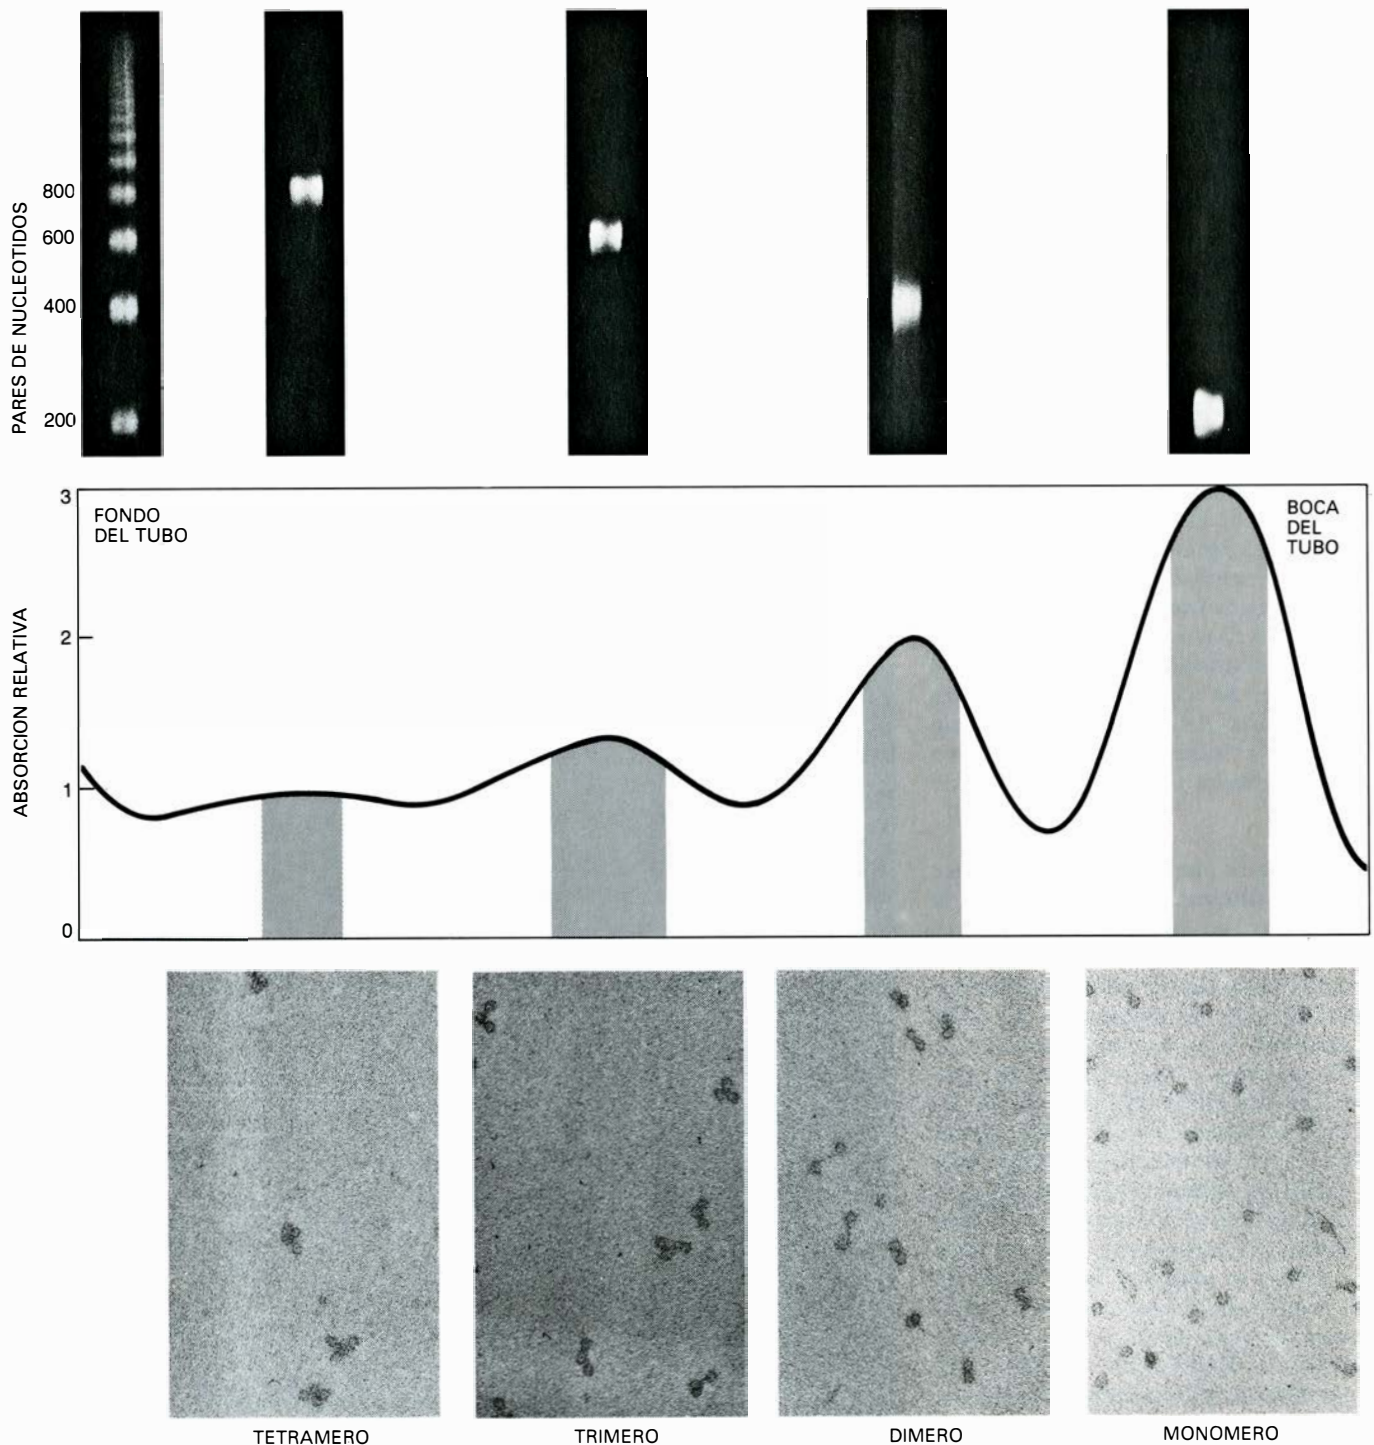 PARES DE NUCLEOTIDOS
800
600
400
200
ABSORCION RELATIVA
3
2
1
0
FONDO
DEL TUBO
BOCA
DEL
TUBO
TETRAMERO
TRIMERO
DIMERO
MONOMERO